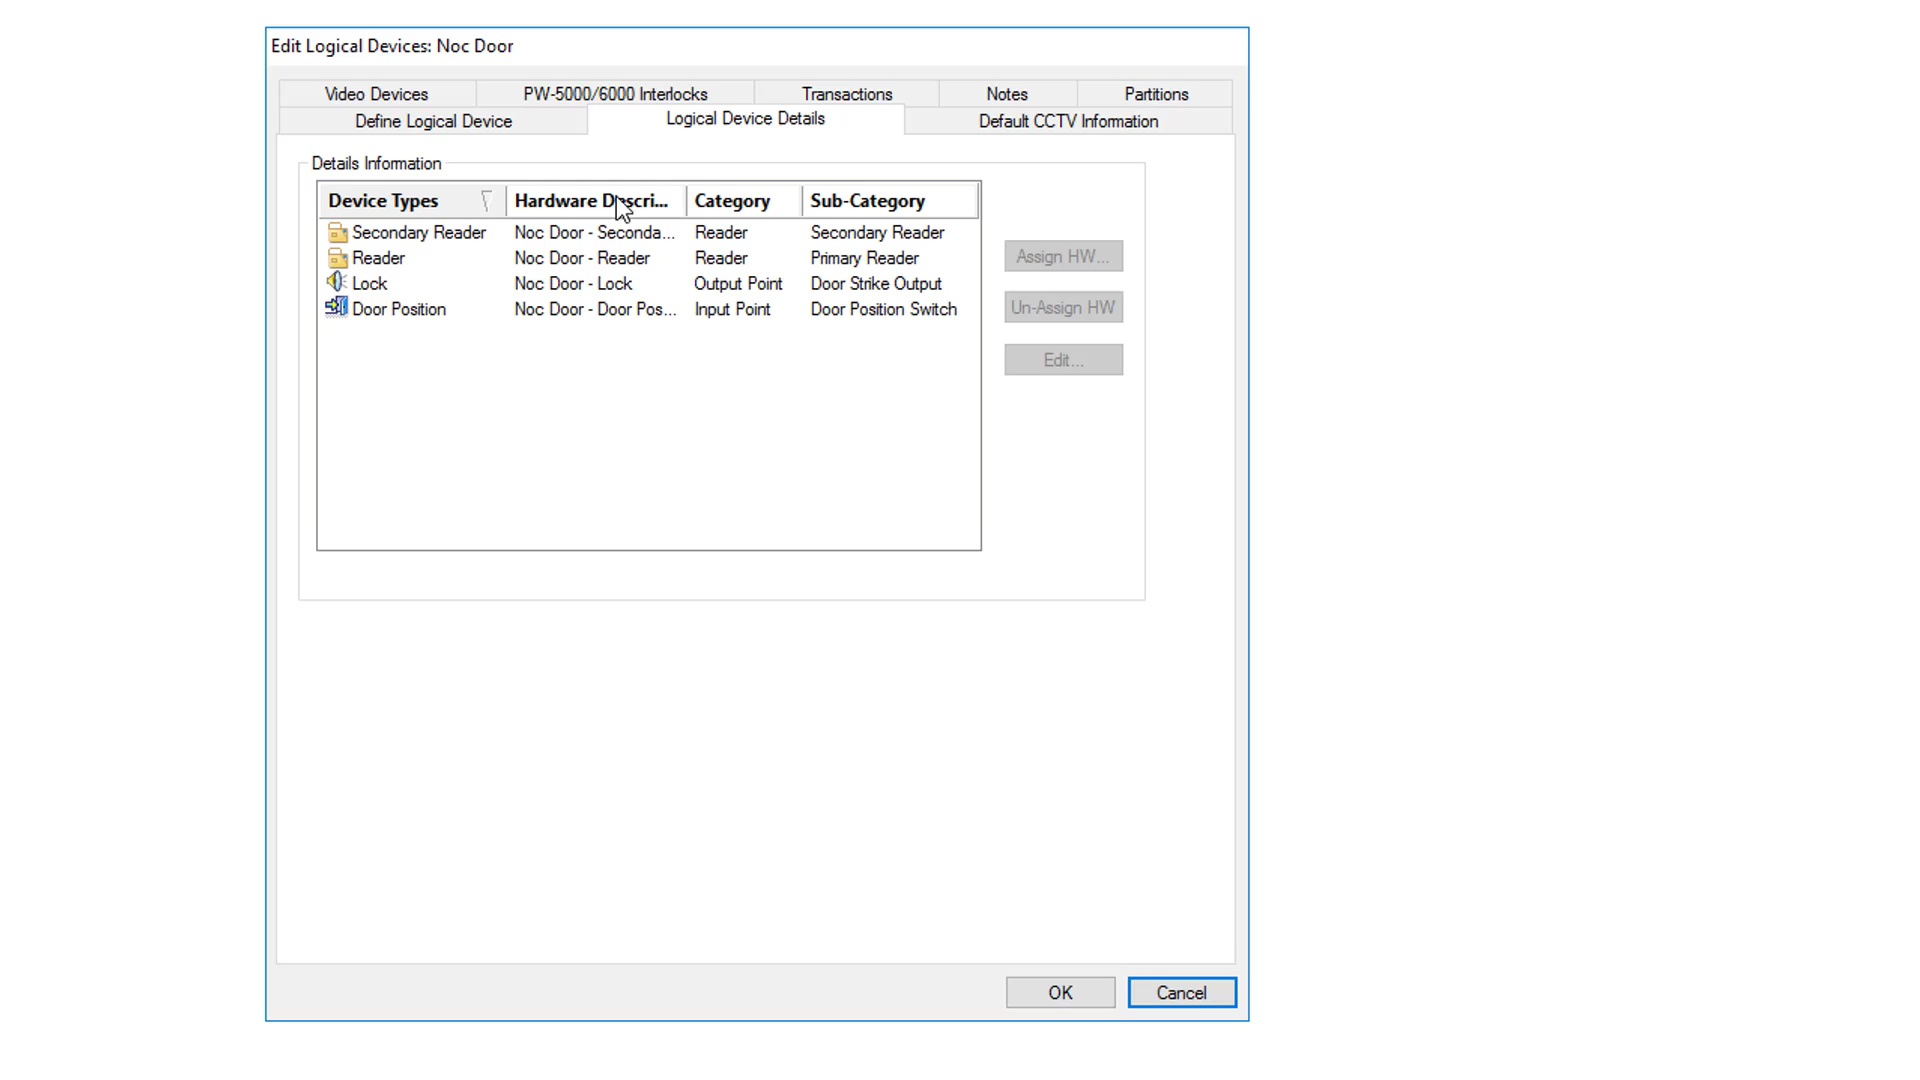 Edit Logical Devices: Noc Door
Video Devices PW-5000/6000 Interlocks Transactions Notes Partitions
Define Logical Device Logical Device Details Default CCTV Information
Details Information
Device Types Hardware Descri... Category Sub-Category
Secondary Reader Noc Door - Seconda... Reader Secondary Reader
Reader Noc Door - Reader Reader Primary Reader
Lock Noc Door - Lock Output Point Door Strike Output
Door Position Noc Door - Door Pos... Input Point Door Position Switch
Assign HW...
Un-Assign HW
Edit...
OK Cancel